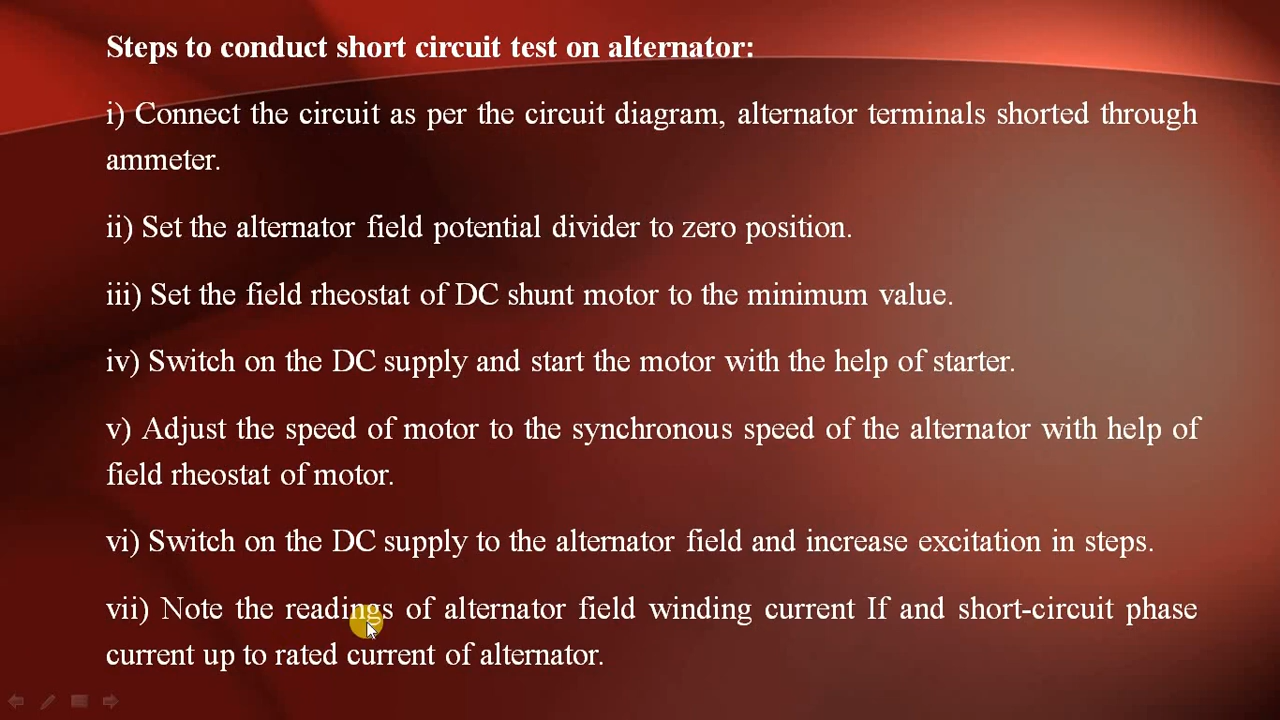 Steps to conduct short circuit test on alternator:
i) Connect the circuit as per the circuit diagram, alternator terminals shorted through
ammeter.
ii) Set the alternator field potential divider to zero position.
iii) Set the field rheostat of DC shunt motor to the minimum value.
iv) Switch on the DC supply and start the motor with the help of starter.
v) Adjust the speed of motor to the synchronous speed of the alternator with help of
field rheostat of motor.
vi) Switch on the DC supply to the alternator field and increase excitation in steps.
vii) Note the readings of alternator field winding current If and short-circuit phase
current up to rated current of alternator.